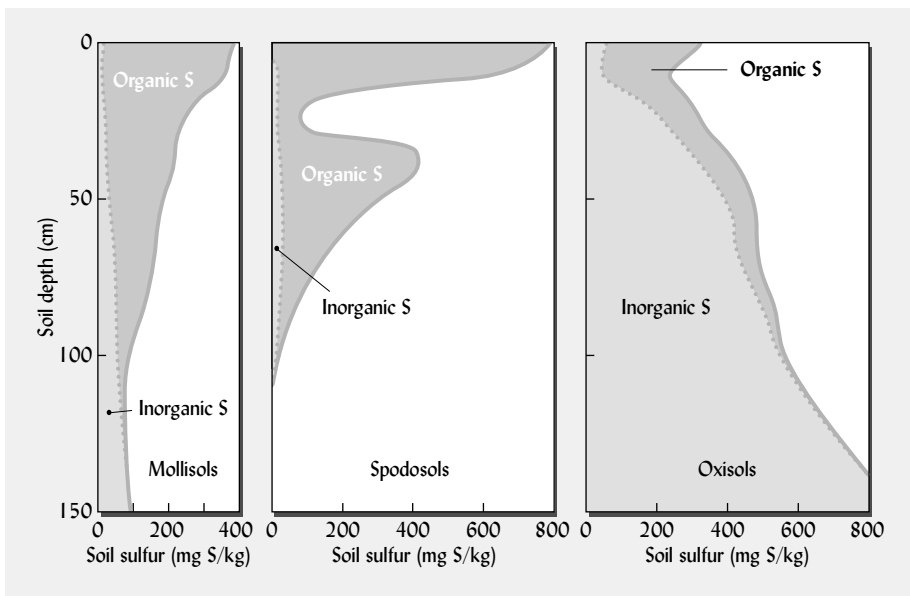 0
50
100
150
Soil depth (cm)
Organic S
Inorganic S
Mollisols
0 200 400
Soil sulfur (mg S/kg)
Organic S
Inorganic S
Spodosols
0 200 400 600 800
Soil sulfur (mg S/kg)
Organic S
Inorganic S
Oxisols
0 200 400 600 800
Soil sulfur (mg S/kg)